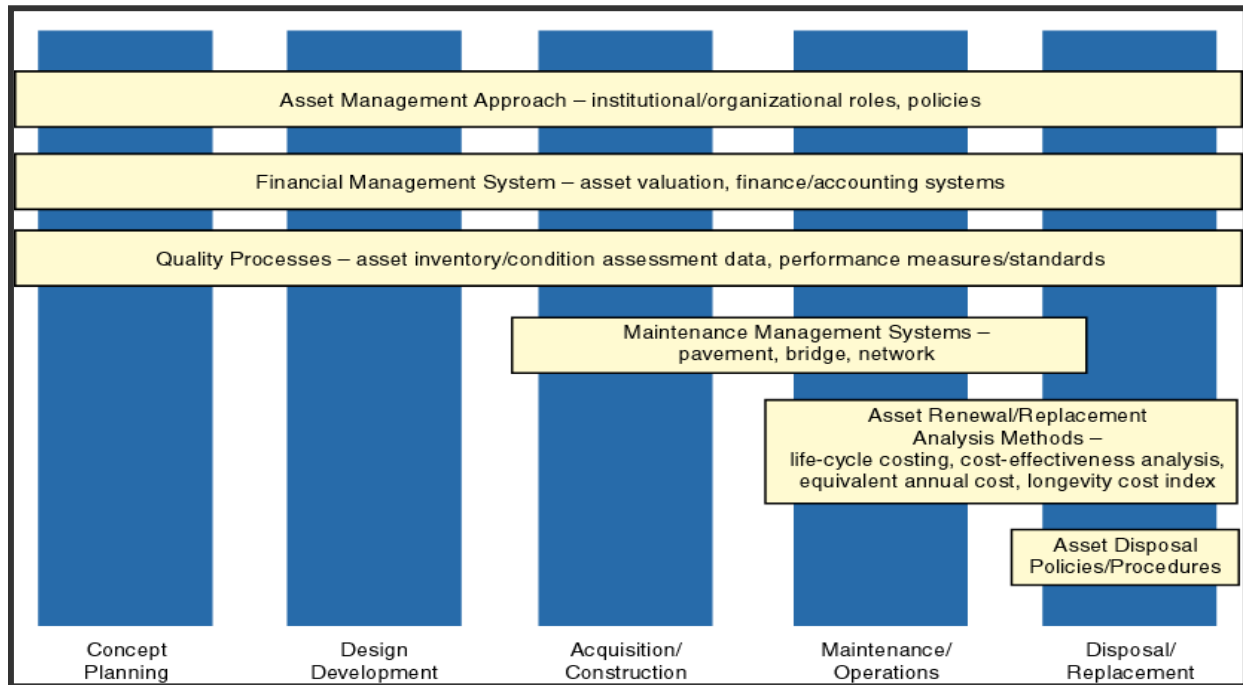 Asset Management Approach – institutional/organizational roles, policies
Financial Management System – asset valuation, finance/accounting systems
Quality Processes – asset inventory/condition assessment data, performance measures/standards
Maintenance Management Systems –
pavement, bridge, network
Asset Renewal/Replacement
Analysis Methods –
life-cycle costing, cost-effectiveness analysis,
equivalent annual cost, longevity cost index
Asset Disposal
Policies/Procedures
Concept
Planning
Design
Development
Acquisition/
Construction
Maintenance/
Operations
Disposal/
Replacement